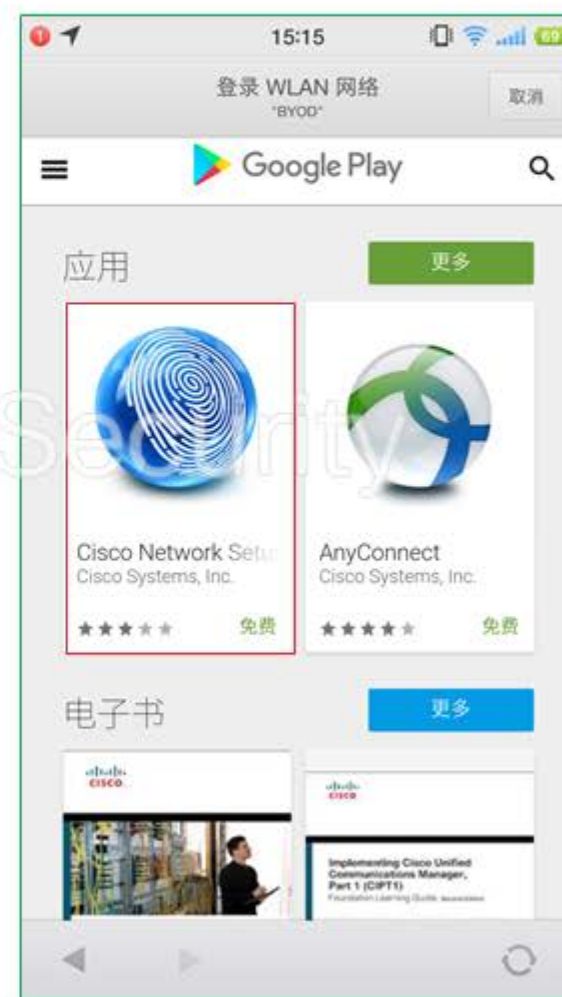 1
15:15
69
登录 WLAN 网络
"BYOD"
取消
Google Play
应用
更多
Security
Cisco Network Setu
Cisco Systems, Inc.
免费
AnyConnect
Cisco Systems, Inc.
免费
电子书
更多
CISCO
CISCO
Implementing Cisco Unified
Communications Manager,
Part 1 (CIPT1)
Foundation Learning Guide